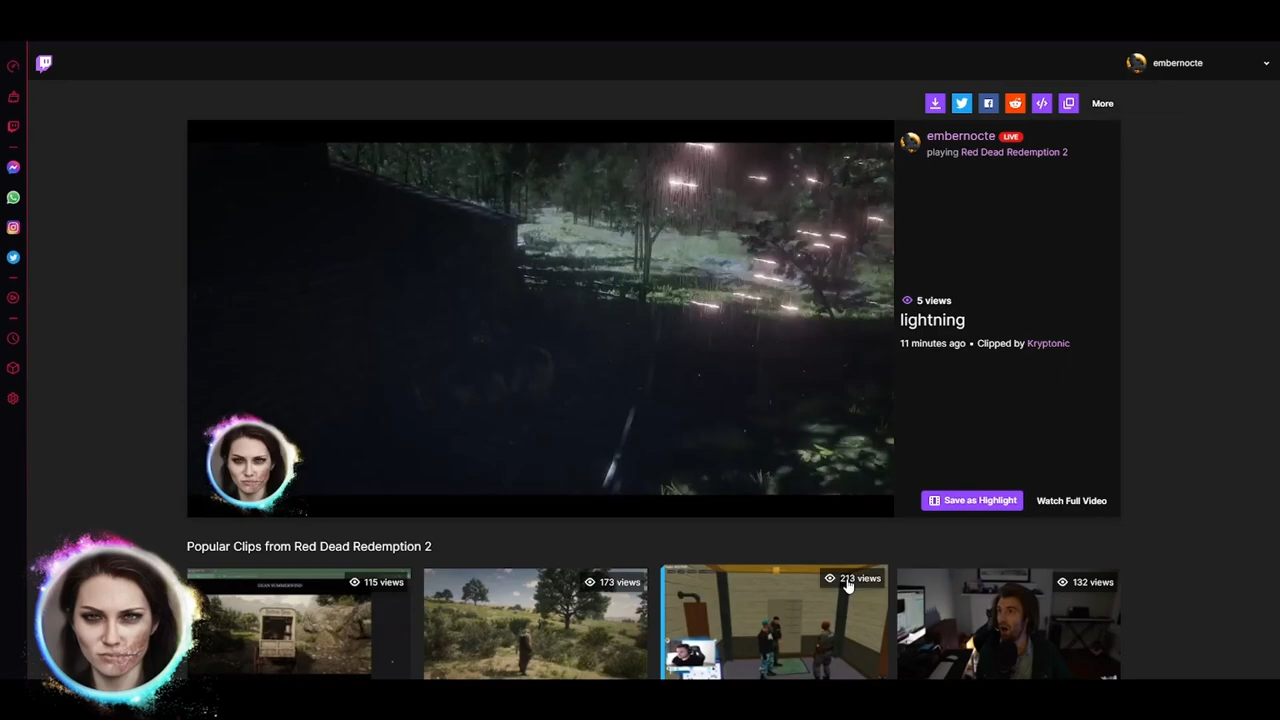 embernocte
More
embernocte LIVE
playing Red Dead Redemption 2
5 views
lightning
11 minutes ago • Clipped by Kryptonic
Save as Highlight
Watch Full Video
Popular Clips from Red Dead Redemption 2
115 views
173 views
213 views
132 views